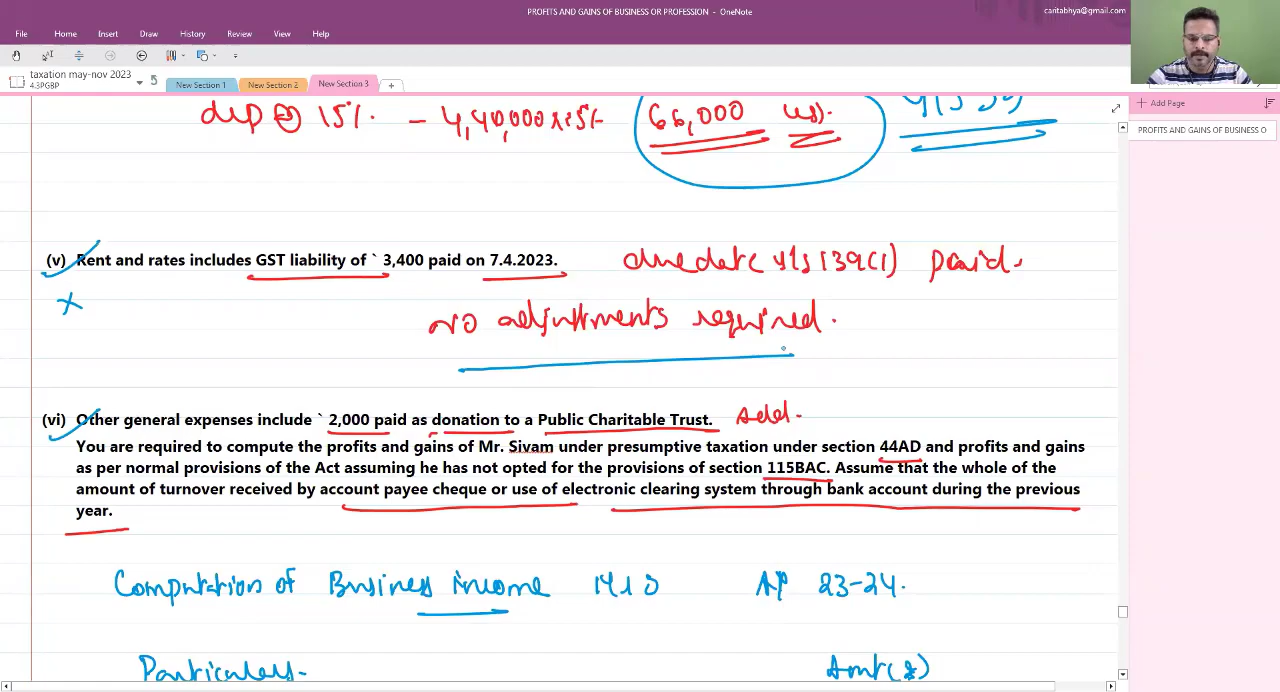 PROFITS AND GAINS OF BUSINESS OR PROFESSION - OneNote
caritabhya@gmail.com
File Home Insert Draw History Review View Help
taxation may-nov 2023
4.3PGBP
New Section 1 New Section 2 New Section 3
Add Page
PROFITS AND GAINS OF BUSINESS O
dep @ 15%. - 4,40,000x15% 66,000
(v) Rent and rates includes GST liability of ` 3,400 paid on 7.4.2023. due date u/s 139(1) paid.
No adjustments required.
(vi) Other general expenses include ` 2,000 paid as donation to a Public Charitable Trust. Add.
You are required to compute the profits and gains of Mr. Sivam under presumptive taxation under section 44AD and profits and gains
as per normal provisions of the Act assuming he has not opted for the provisions of section 115BAC. Assume that the whole of the
amount of turnover received by account payee cheque or use of electronic clearing system through bank account during the previous
year.
Computation of Business income AY 23-24.
Particulars. Amt(₹)